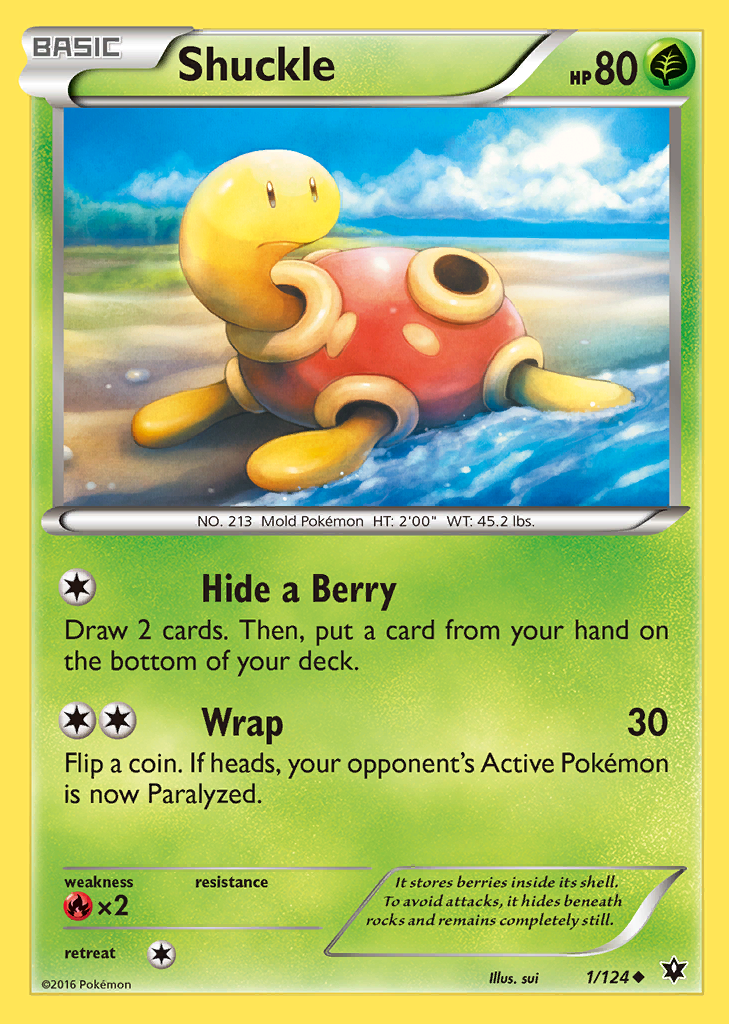 BASIC
Shuckle
HP 80
NO. 213 Mold Pokémon HT: 2'00" WT: 45.2 lbs.
Hide a Berry
Draw 2 cards. Then, put a card from your hand on
the bottom of your deck.
Wrap 30
Flip a coin. If heads, your opponent's Active Pokémon
is now Paralyzed.
weakness resistance
×2
retreat
It stores berries inside its shell.
To avoid attacks, it hides beneath
rocks and remains completely still.
©2016 Pokémon
Illus. sui
1/124